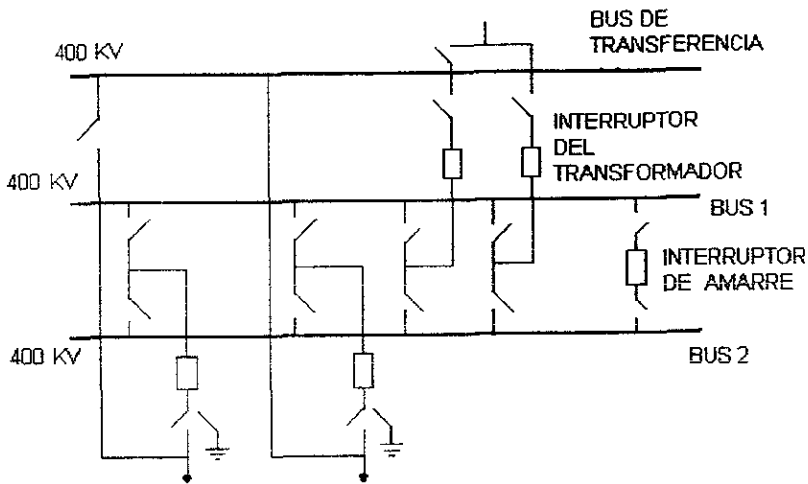 BUS DE
TRANSFERENCIA
400 KV
INTERRUPTOR
DEL
TRANSFORMADOR
400 KV
BUS 1
INTERRUPTOR
DE AMARRE
400 KV
BUS 2